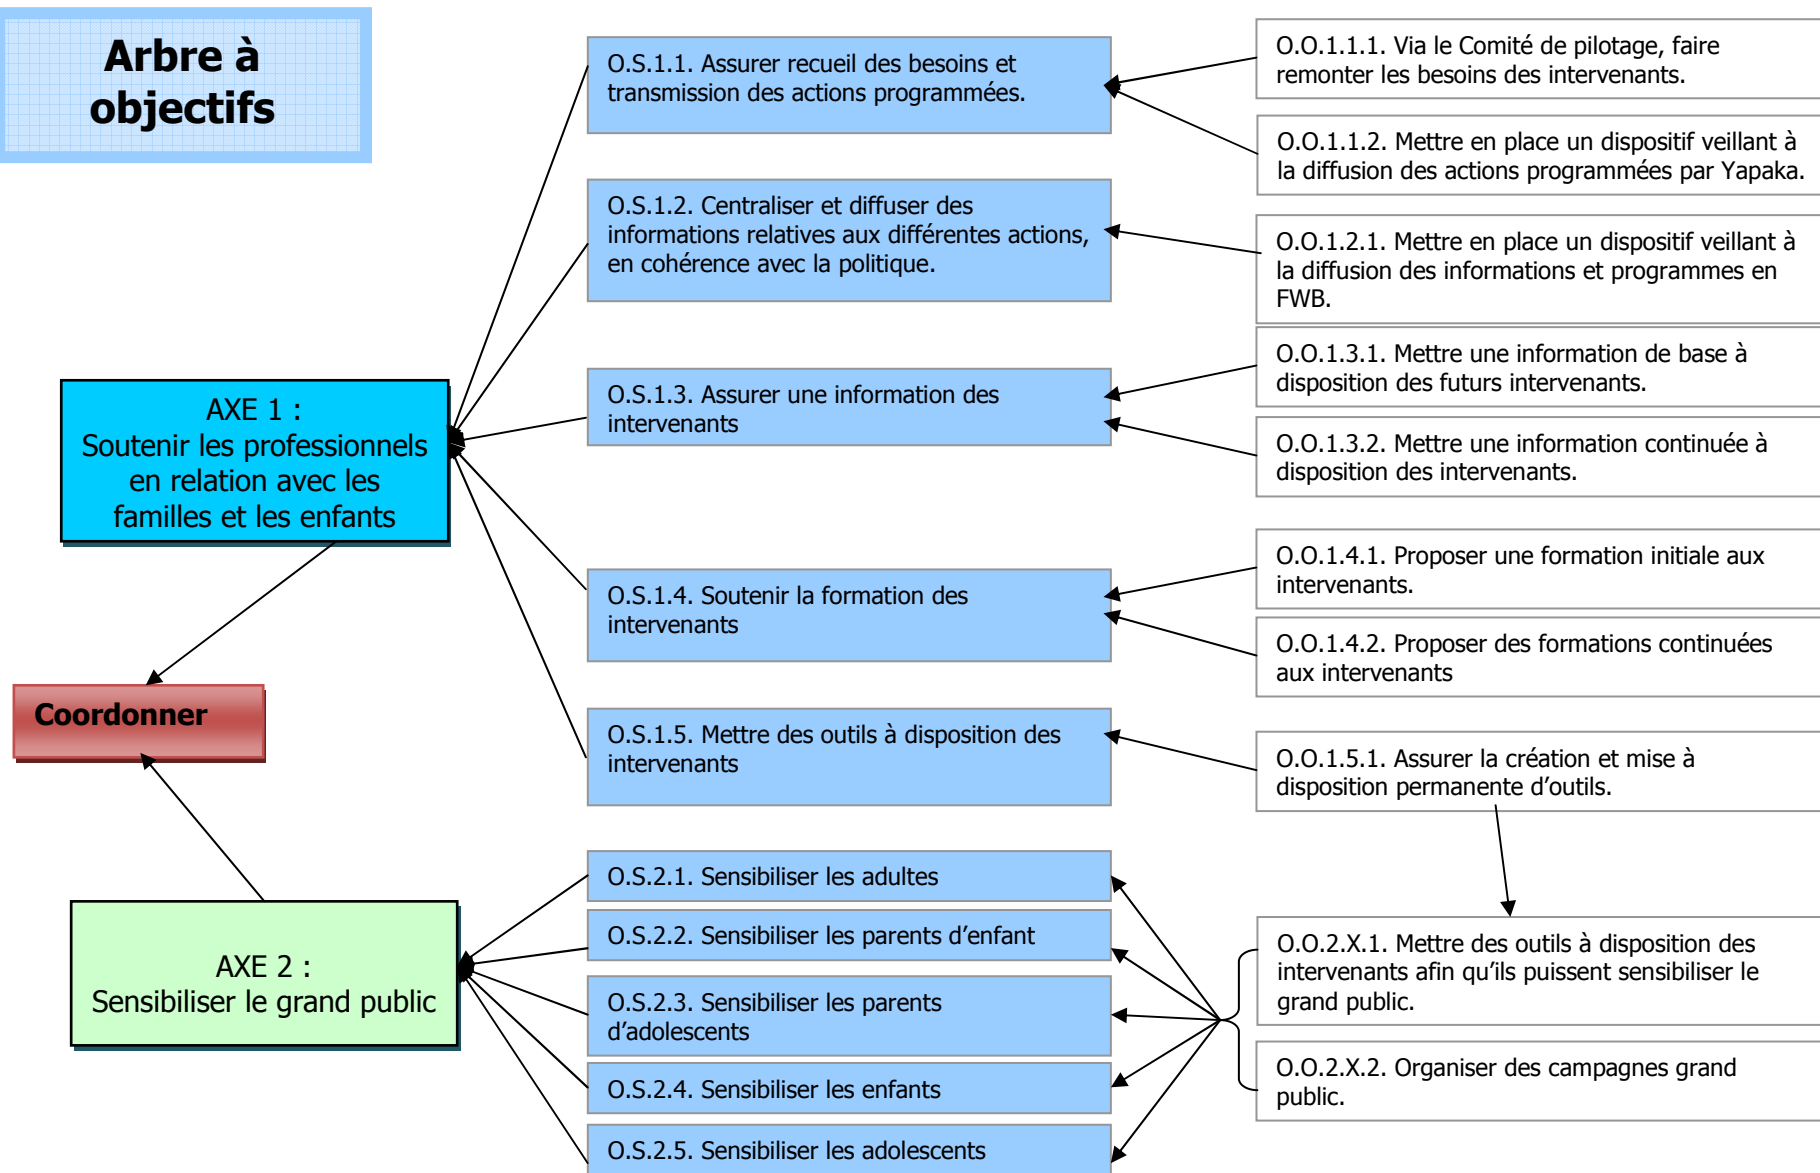 Arbre à
objectifs
O.S.1.1. Assurer recueil des besoins et
transmission des actions programmées.
O.O.1.1.1. Via le Comité de pilotage, faire
remonter les besoins des intervenants.
O.O.1.1.2. Mettre en place un dispositif veillant à
la diffusion des actions programmées par Yapaka.
O.S.1.2. Centraliser et diffuser des
informations relatives aux différentes actions,
en cohérence avec la politique.
O.O.1.2.1. Mettre en place un dispositif veillant à
la diffusion des informations et programmes en
FWB.
AXE 1 :
Soutenir les professionnels
en relation avec les
familles et les enfants
O.S.1.3. Assurer une information des
intervenants
O.O.1.3.1. Mettre une information de base à
disposition des futurs intervenants.
O.O.1.3.2. Mettre une information continuée à
disposition des intervenants.
O.S.1.4. Soutenir la formation des
intervenants
O.O.1.4.1. Proposer une formation initiale aux
intervenants.
O.O.1.4.2. Proposer des formations continuées
aux intervenants
Coordonner
O.S.1.5. Mettre des outils à disposition des
intervenants
O.O.1.5.1. Assurer la création et mise à
disposition permanente d’outils.
AXE 2 :
Sensibiliser le grand public
O.S.2.1. Sensibiliser les adultes
O.S.2.2. Sensibiliser les parents d’enfant
O.S.2.3. Sensibiliser les parents
d’adolescents
O.S.2.4. Sensibiliser les enfants
O.S.2.5. Sensibiliser les adolescents
O.O.2.X.1. Mettre des outils à disposition des
intervenants afin qu’ils puissent sensibiliser le
grand public.
O.O.2.X.2. Organiser des campagnes grand
public.